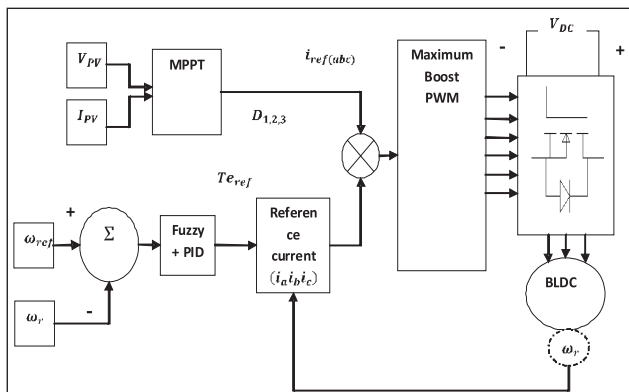 V_PV
I_PV
MPPT
i_ref(abc)
D_1,2,3
Maximum
Boost
PWM
-
V_DC
+
Te_ref
+
ω_ref
Σ
Fuzzy
+ PID
Referen
ce
current
(i_a i_b i_c)
ω_r
-
BLDC
ω_r